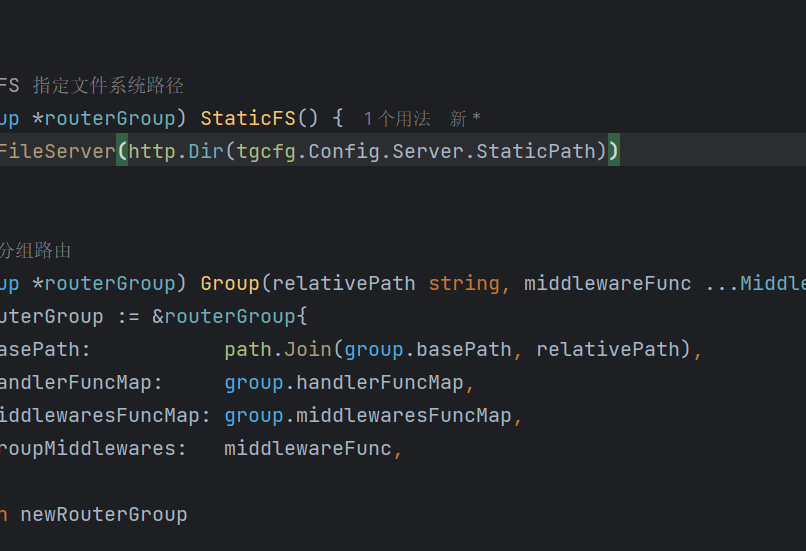 FS 指定文件系统路径
up *routerGroup) StaticFS() { 1个用法 新 *
FileServer(http.Dir(tgcfg.Config.Server.StaticPath))
分组路由
up *routerGroup) Group(relativePath string, middlewareFunc ...Middle
uterGroup := &routerGroup{
asePath: path.Join(group.basePath, relativePath),
andlerFuncMap: group.handlerFuncMap,
iddlewaresFuncMap: group.middlewaresFuncMap,
roupMiddlewares: middlewareFunc,
n newRouterGroup